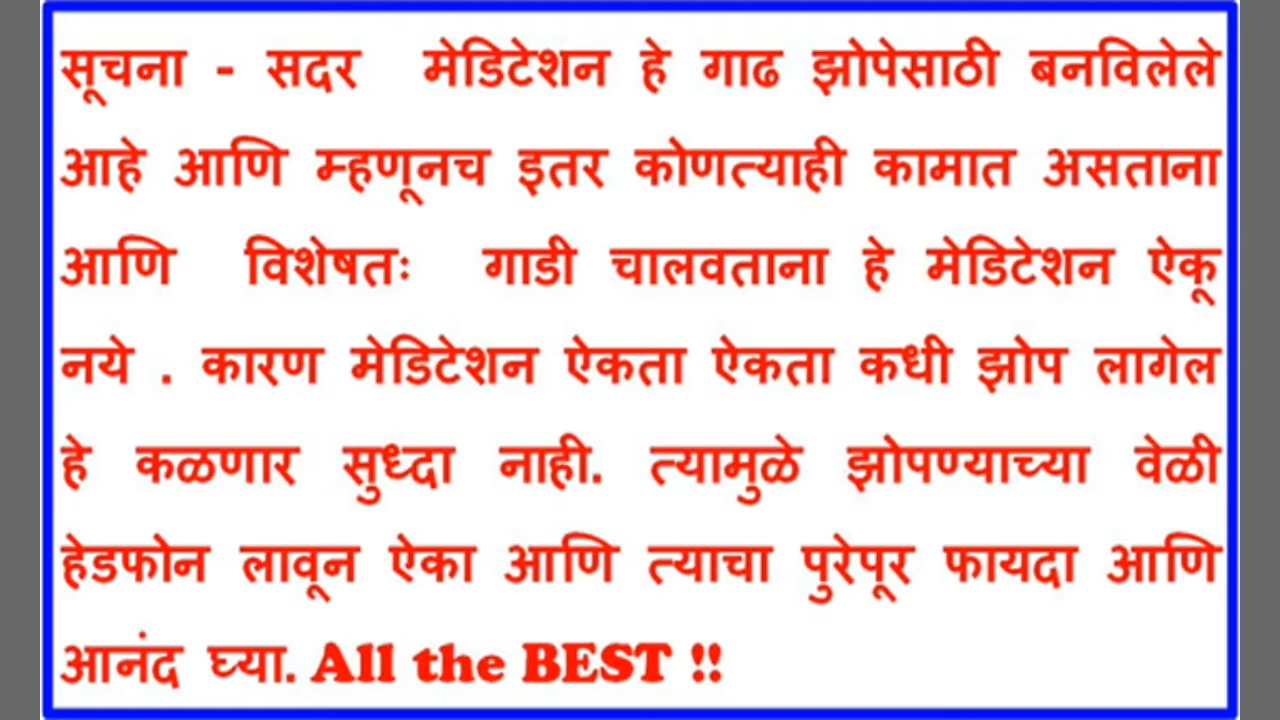 सूचना - सदर मेडिटेशन हे गाढ झोपेसाठी बनविलेले
आहे आणि म्हणूनच इतर कोणत्याही कामात असताना
आणि विशेषतः गाडी चालवताना हे मेडिटेशन ऐकू
नये . कारण मेडिटेशन ऐकता ऐकता कधी झोप लागेल
हे कळणार सुध्दा नाही. त्यामुळे झोपण्याच्या वेळी
हेडफोन लावून ऐका आणि त्याचा पुरेपूर फायदा आणि
आनंद घ्या. All the BEST !!